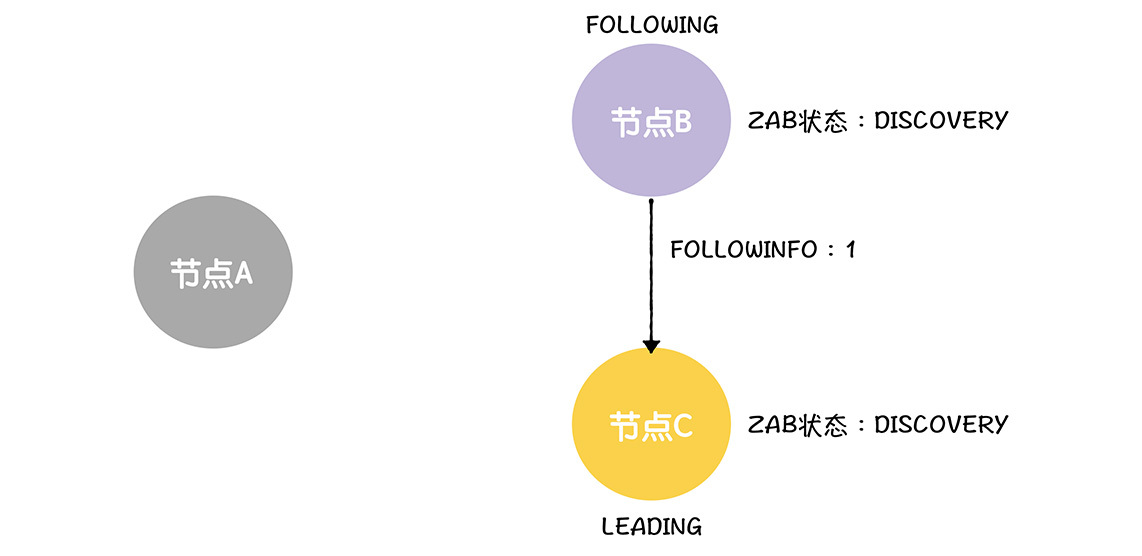 FOLLOWING
节点B
ZAB状态：DISCOVERY
节点A
FOLLOWINFO：1
节点C
ZAB状态：DISCOVERY
LEADING